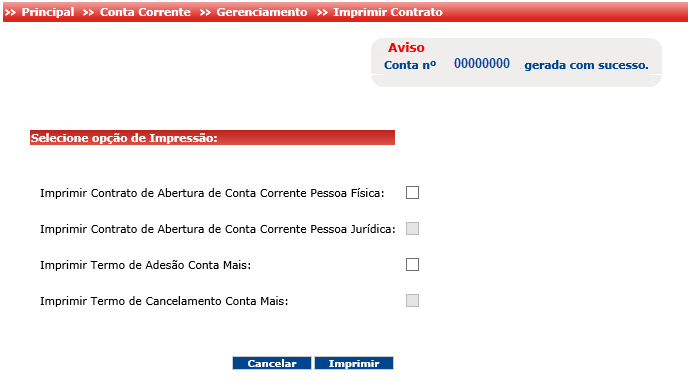 >> Principal >> Conta Corrente >> Gerenciamento >> Imprimir Contrato
Aviso
Conta nº 00000000 gerada com sucesso.
Selecione opção de Impressão:
Imprimir Contrato de Abertura de Conta Corrente Pessoa Física:
Imprimir Contrato de Abertura de Conta Corrente Pessoa Jurídica:
Imprimir Termo de Adesão Conta Mais:
Imprimir Termo de Cancelamento Conta Mais:
Cancelar Imprimir